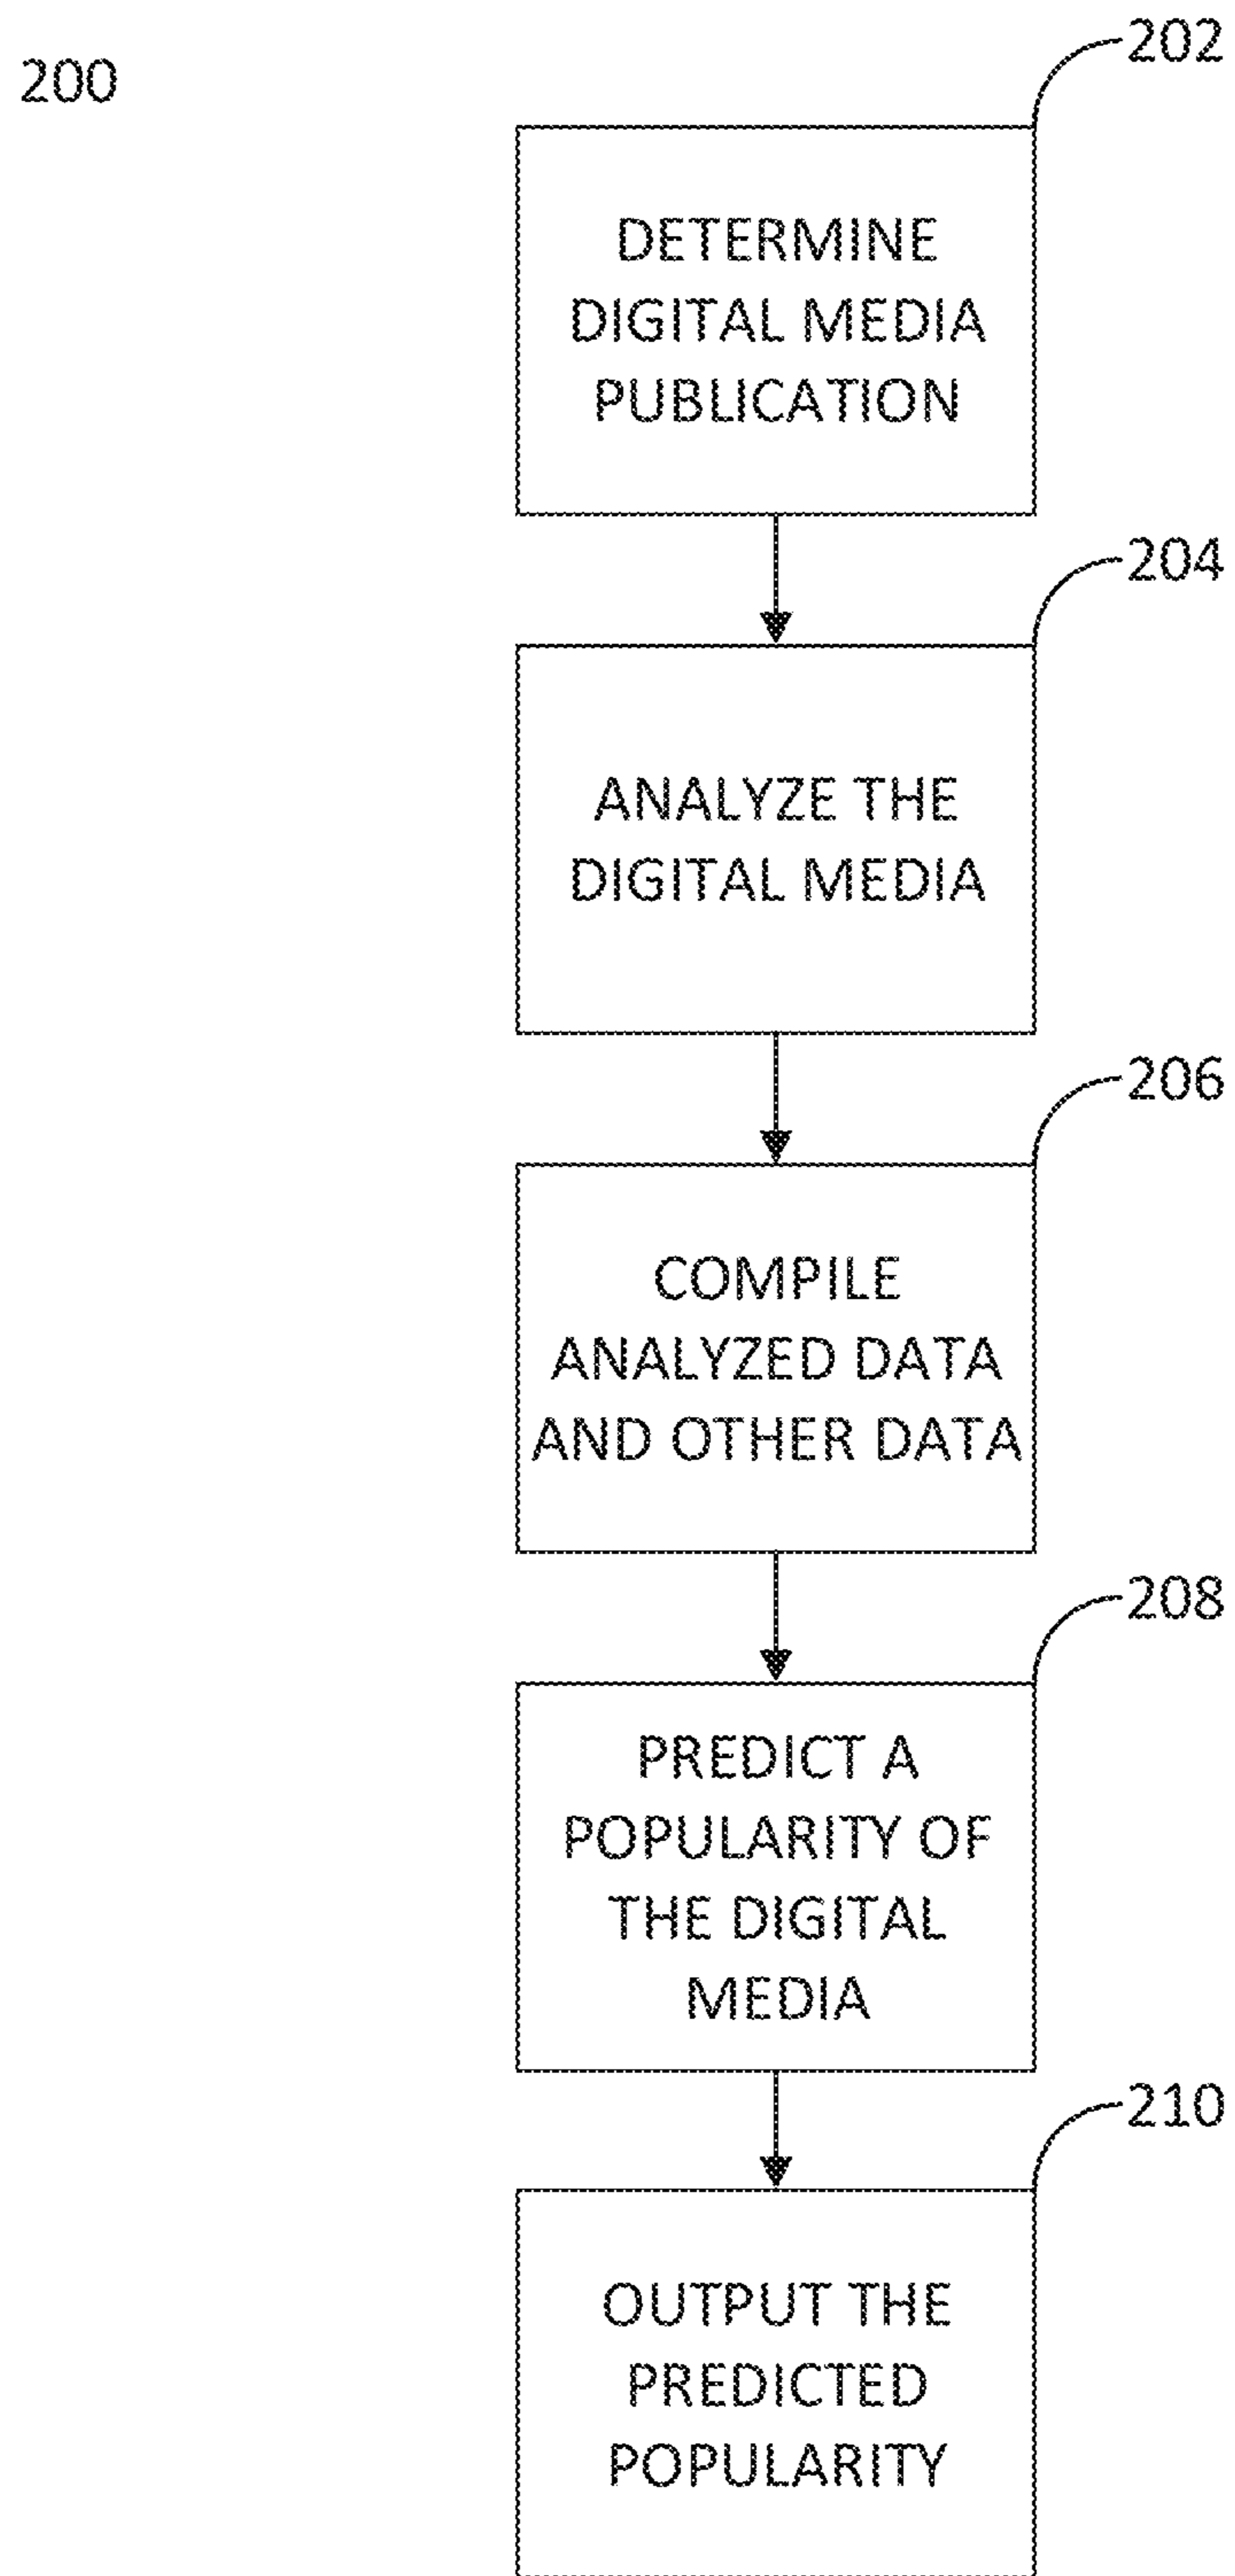 200
202
DETERMINE
DIGITAL MEDIA
PUBLICATION
204
ANALYZE THE
DIGITAL MEDIA
206
COMPILE
ANALYZED DATA
AND OTHER DATA
208
PREDICT A
POPULARITY OF
THE DIGITAL
MEDIA
210
OUTPUT THE
PREDICTED
POPULARITY